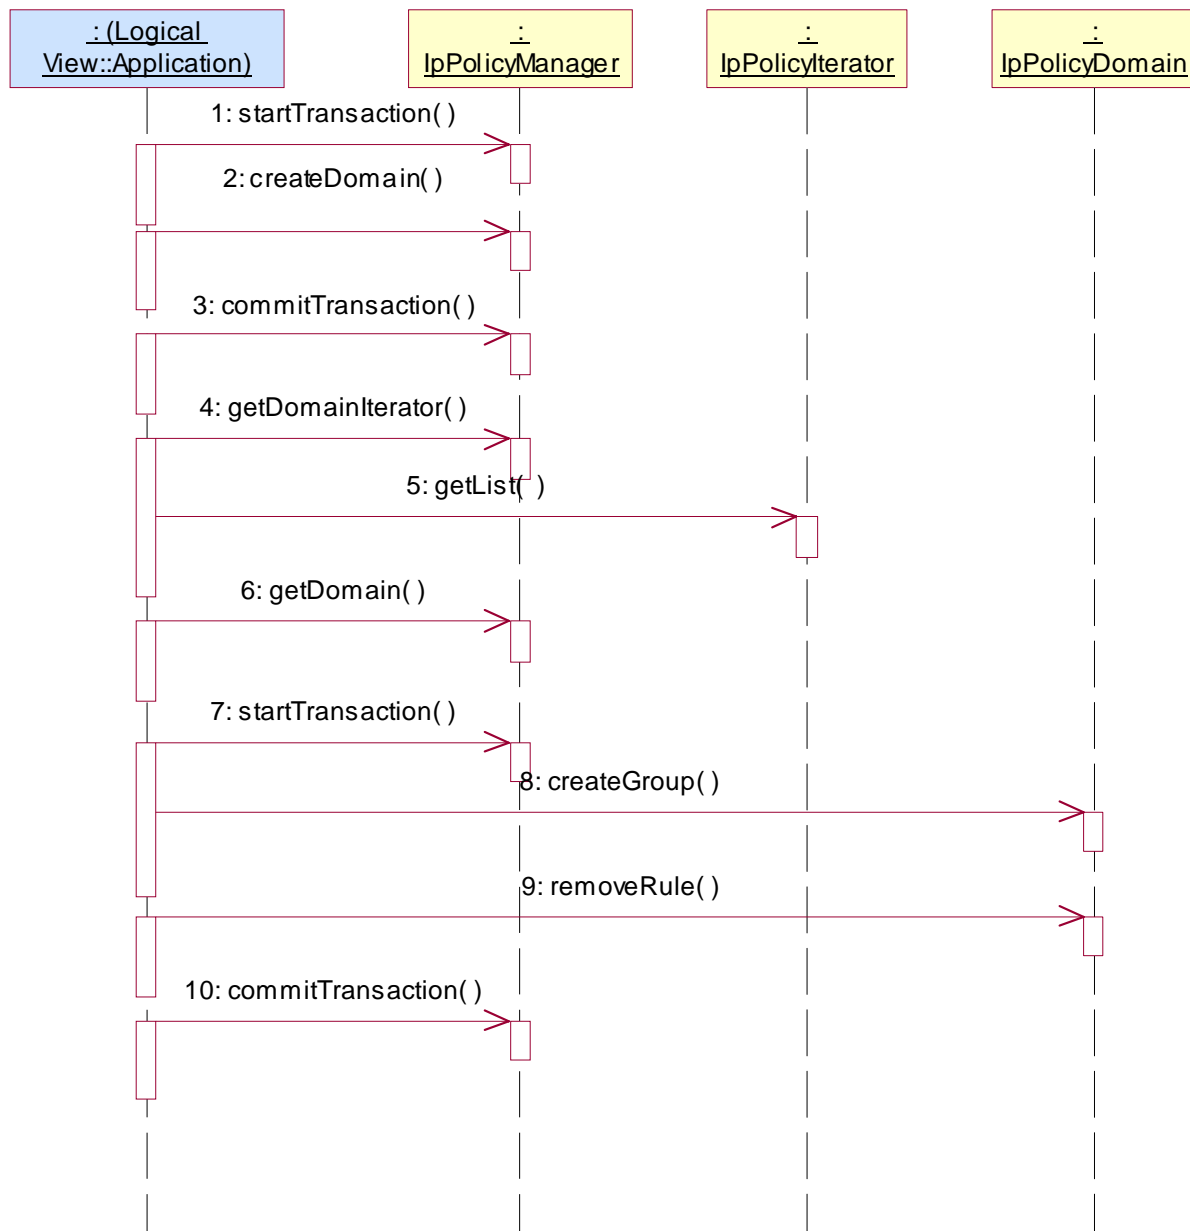 : (Logical
View::Application)
:
IpPolicyManager
:
IpPolicyIterator
:
IpPolicyDomain
1: startTransaction( )
2: createDomain( )
3: commitTransaction( )
4: getDomainIterator( )
5: getList( )
6: getDomain( )
7: startTransaction( )
8: createGroup( )
9: removeRule( )
10: commitTransaction( )